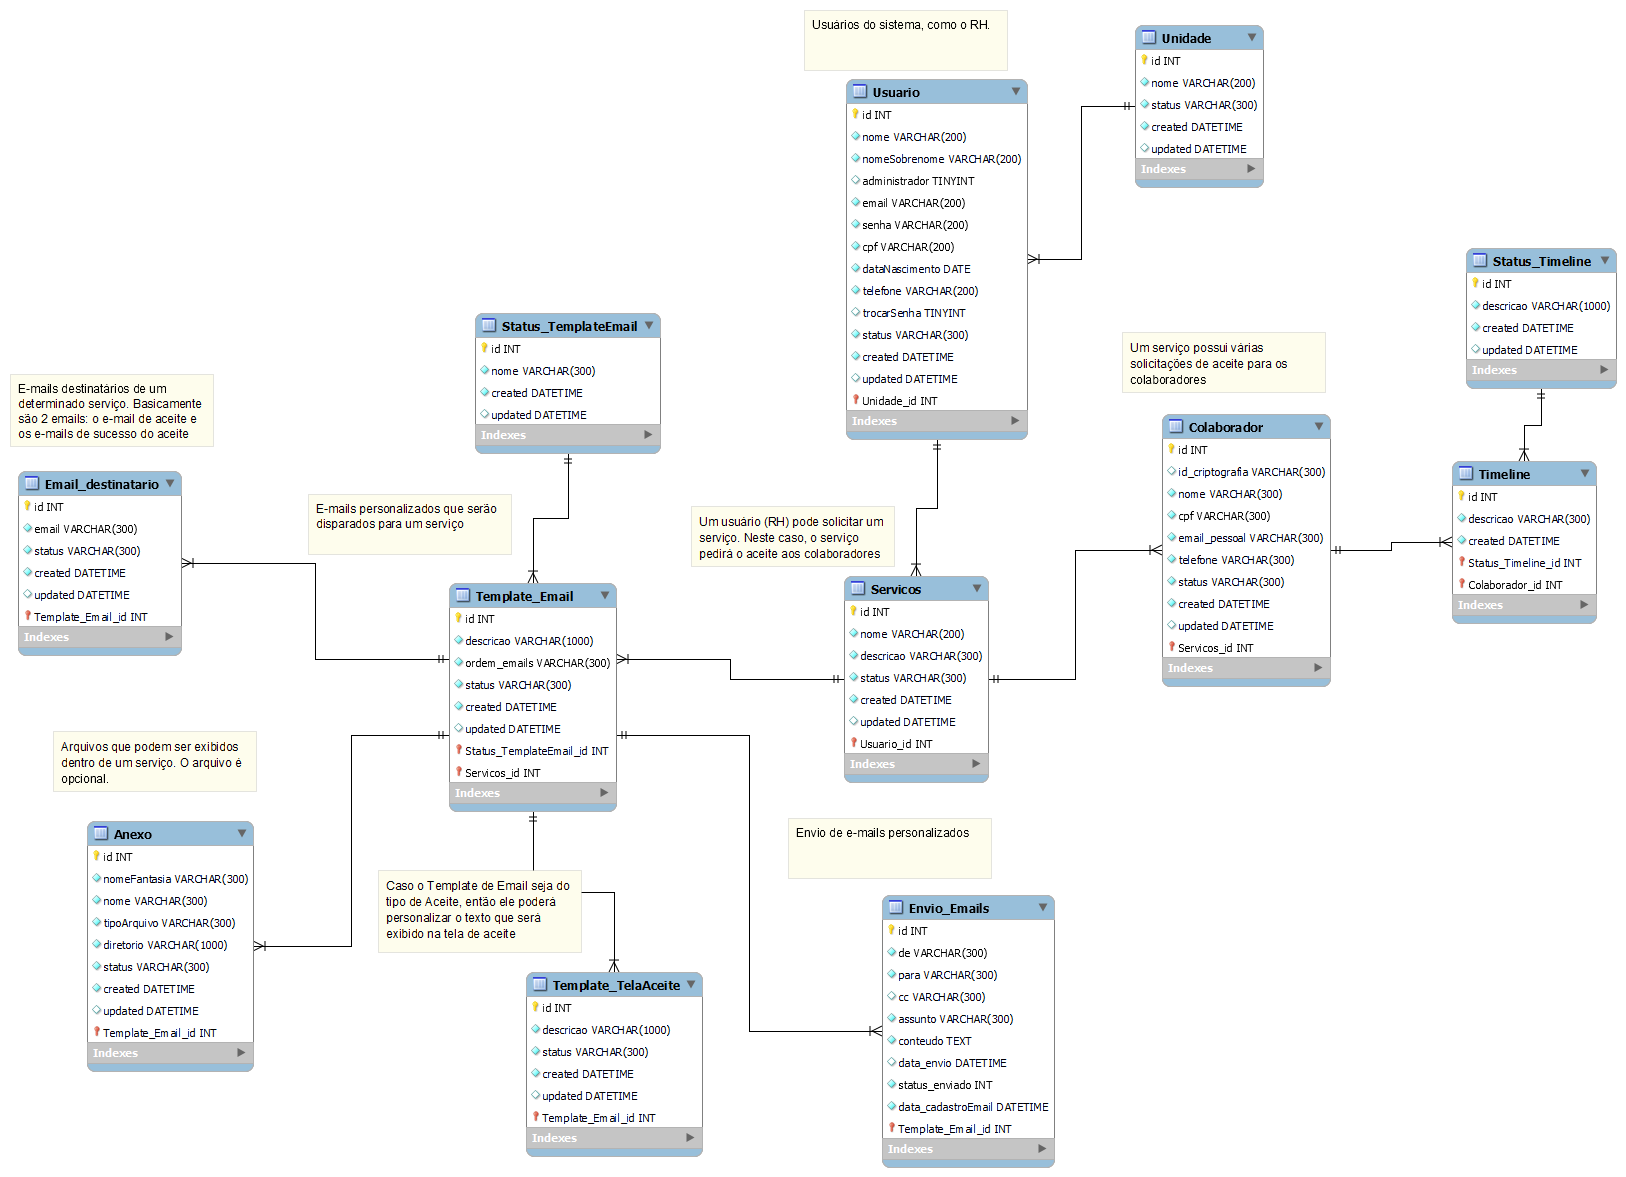 Usuários do sistema, como o RH.
Unidade
id INT
nome VARCHAR(200)
status VARCHAR(300)
created DATETIME
updated DATETIME
Indexes
Usuario
id INT
nome VARCHAR(200)
nomeSobrenome VARCHAR(200)
administrador TINYINT
email VARCHAR(200)
senha VARCHAR(200)
cpf VARCHAR(200)
dataNascimento DATE
telefone VARCHAR(200)
trocarSenha TINYINT
status VARCHAR(300)
created DATETIME
updated DATETIME
Unidade_id INT
Indexes
Status_Timeline
id INT
descricao VARCHAR(1000)
created DATETIME
updated DATETIME
Indexes
Status_TemplateEmail
id INT
nome VARCHAR(300)
created DATETIME
updated DATETIME
Indexes
Um serviço possui várias
solicitações de aceite para os
colaboradores
E-mails destinatários de um
determinado serviço. Basicamente
são 2 emails: o e-mail de aceite e
os e-mails de sucesso do aceite
Colaborador
id INT
id_criptografia VARCHAR(300)
nome VARCHAR(300)
cpf VARCHAR(300)
email_pessoal VARCHAR(300)
telefone VARCHAR(300)
status VARCHAR(300)
created DATETIME
updated DATETIME
Servicos_id INT
Indexes
Timeline
id INT
descricao VARCHAR(300)
created DATETIME
Status_Timeline_id INT
Colaborador_id INT
Indexes
Email_destinatario
id INT
email VARCHAR(300)
status VARCHAR(300)
created DATETIME
updated DATETIME
Template_Email_id INT
Indexes
E-mails personalizados que serão
disparados para um serviço
Um usuário (RH) pode solicitar um
serviço. Neste caso, o serviço
pedirá o aceite aos colaboradores
Template_Email
id INT
descricao VARCHAR(1000)
ordem_emails VARCHAR(300)
status VARCHAR(300)
created DATETIME
updated DATETIME
Status_TemplateEmail_id INT
Servicos_id INT
Indexes
Servicos
id INT
nome VARCHAR(200)
descricao VARCHAR(300)
status VARCHAR(300)
created DATETIME
updated DATETIME
Usuario_id INT
Indexes
Arquivos que podem ser exibidos
dentro de um serviço. O arquivo é
opcional.
Anexo
id INT
nomeFantasia VARCHAR(300)
nome VARCHAR(300)
tipoArquivo VARCHAR(300)
diretorio VARCHAR(1000)
status VARCHAR(300)
created DATETIME
updated DATETIME
Template_Email_id INT
Indexes
Envio de e-mails personalizados
Caso o Template de Email seja do
tipo de Aceite, então ele poderá
personalizar o texto que será
exibido na tela de aceite
Envio_Emails
id INT
de VARCHAR(300)
para VARCHAR(300)
cc VARCHAR(300)
assunto VARCHAR(300)
conteudo TEXT
data_envio DATETIME
status_enviado INT
data_cadastroEmail DATETIME
Template_Email_id INT
Indexes
Template_TelaAceite
id INT
descricao VARCHAR(1000)
status VARCHAR(300)
created DATETIME
updated DATETIME
Template_Email_id INT
Indexes